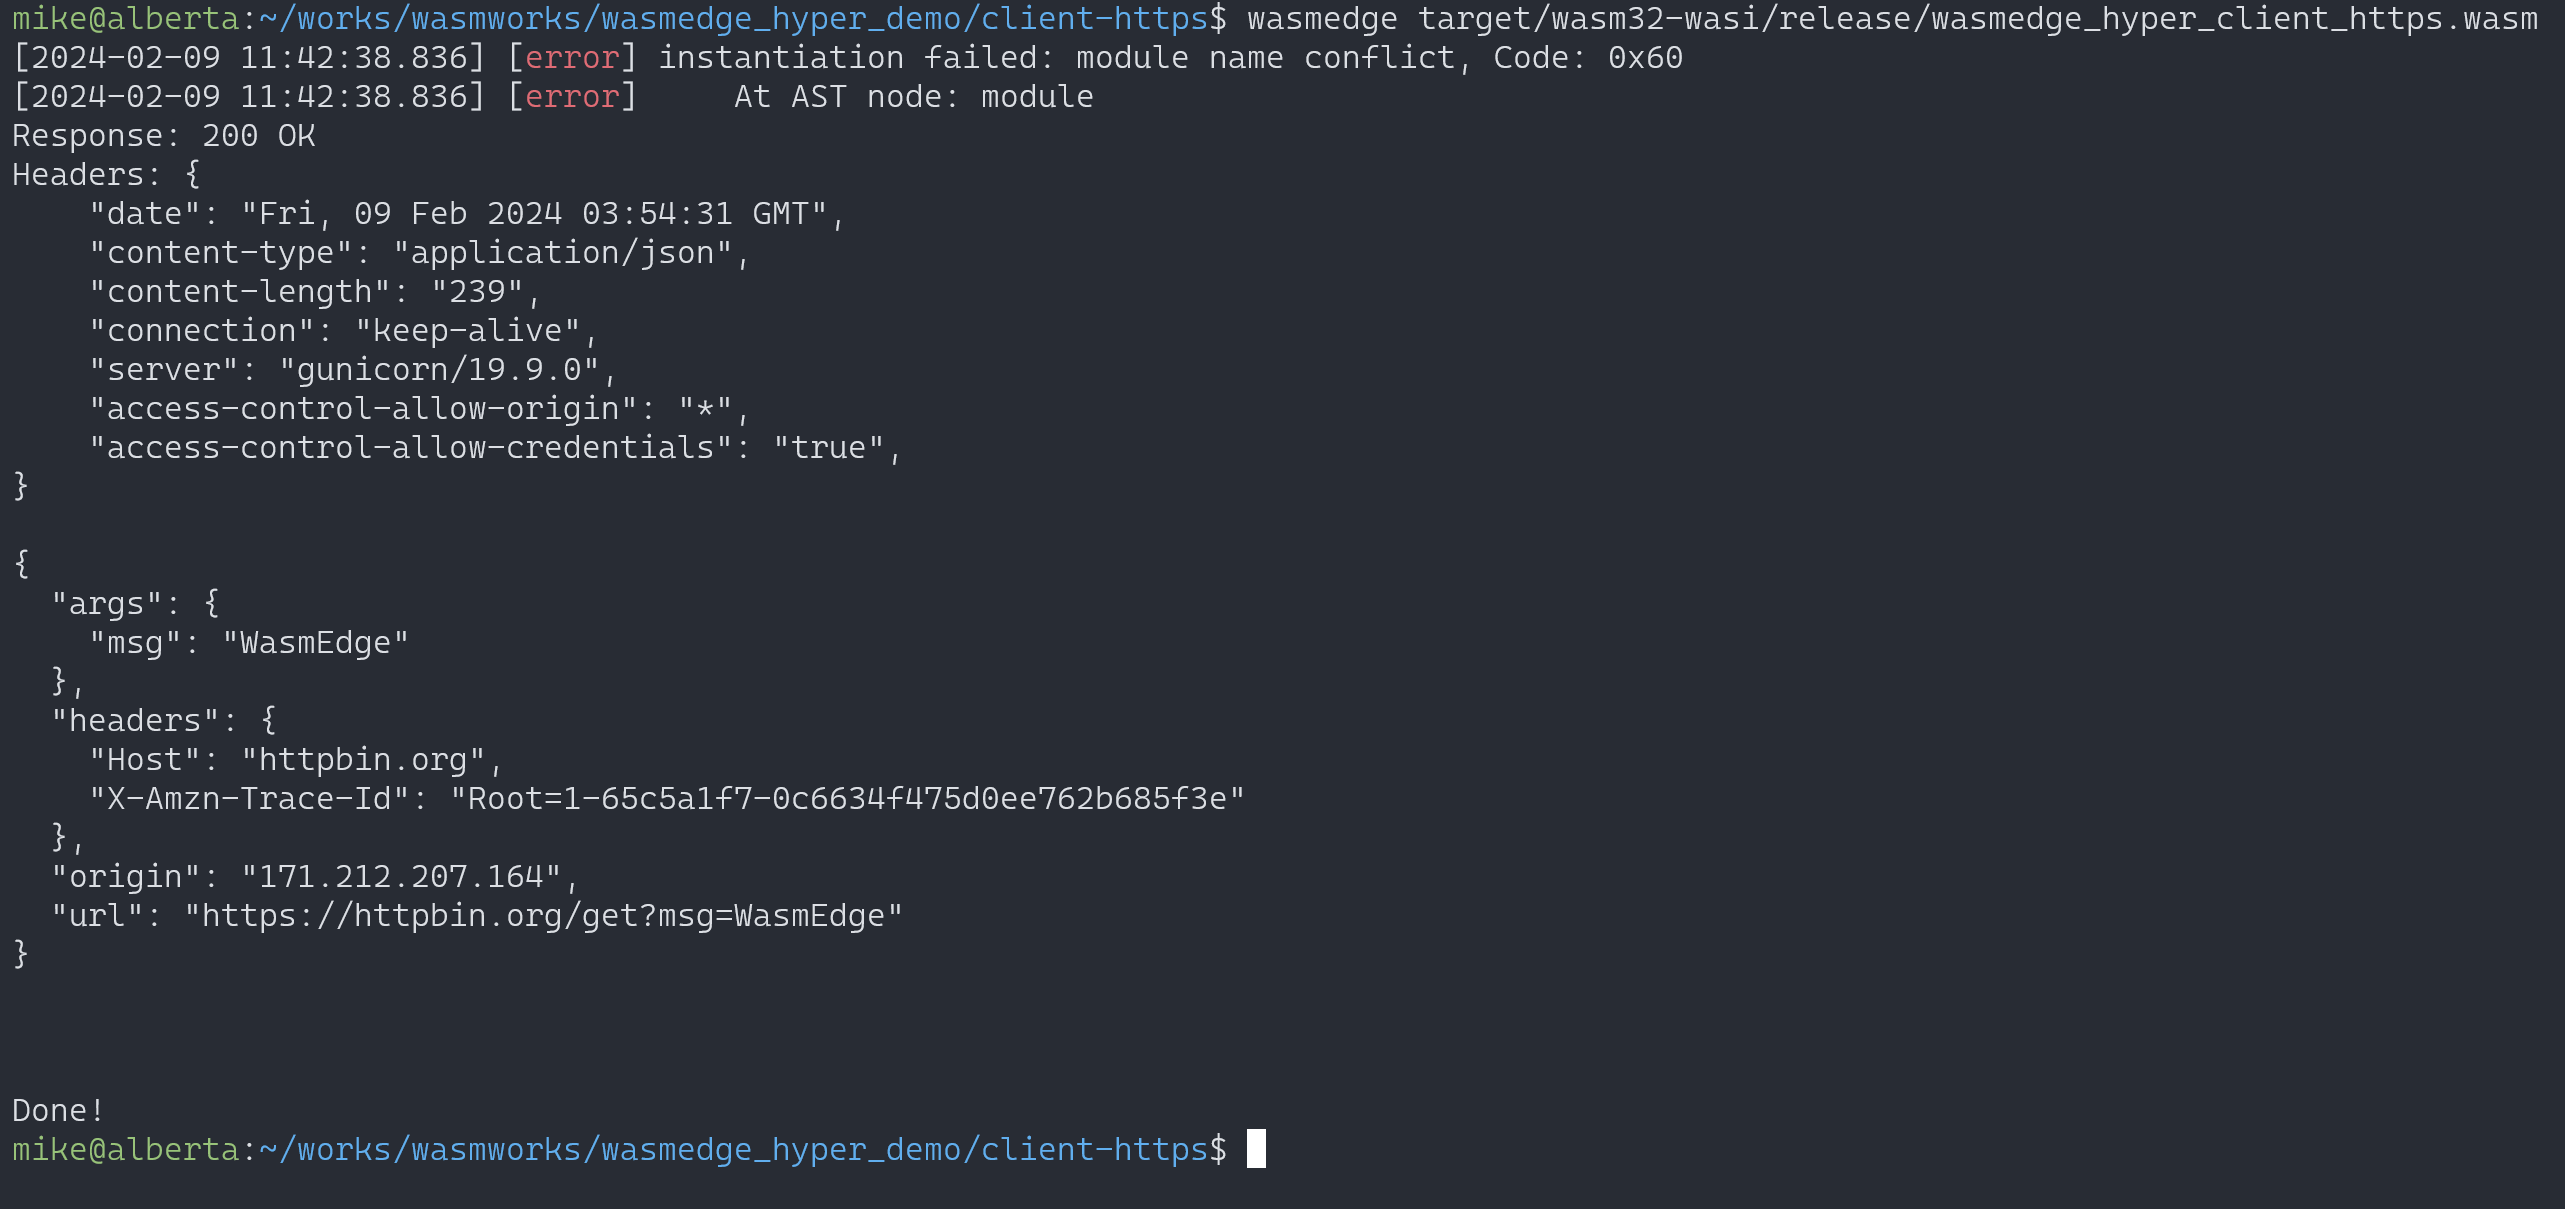 mike@alberta:~/works/wasmworks/wasmedge_hyper_demo/client-https$ wasmedge target/wasm32-wasi/release/wasmedge_hyper_client_https.wasm
[2024-02-09 11:42:38.836] [error] instantiation failed: module name conflict, Code: 0x60
[2024-02-09 11:42:38.836] [error]     At AST node: module
Response: 200 OK
Headers: {
    "date": "Fri, 09 Feb 2024 03:54:31 GMT",
    "content-type": "application/json",
    "content-length": "239",
    "connection": "keep-alive",
    "server": "gunicorn/19.9.0",
    "access-control-allow-origin": "*",
    "access-control-allow-credentials": "true",
}

{
  "args": {
    "msg": "WasmEdge"
  },
  "headers": {
    "Host": "httpbin.org",
    "X-Amzn-Trace-Id": "Root=1-65c5a1f7-0c6634f475d0ee762b685f3e"
  },
  "origin": "171.212.207.164",
  "url": "https://httpbin.org/get?msg=WasmEdge"
}

Done!
mike@alberta:~/works/wasmworks/wasmedge_hyper_demo/client-https$